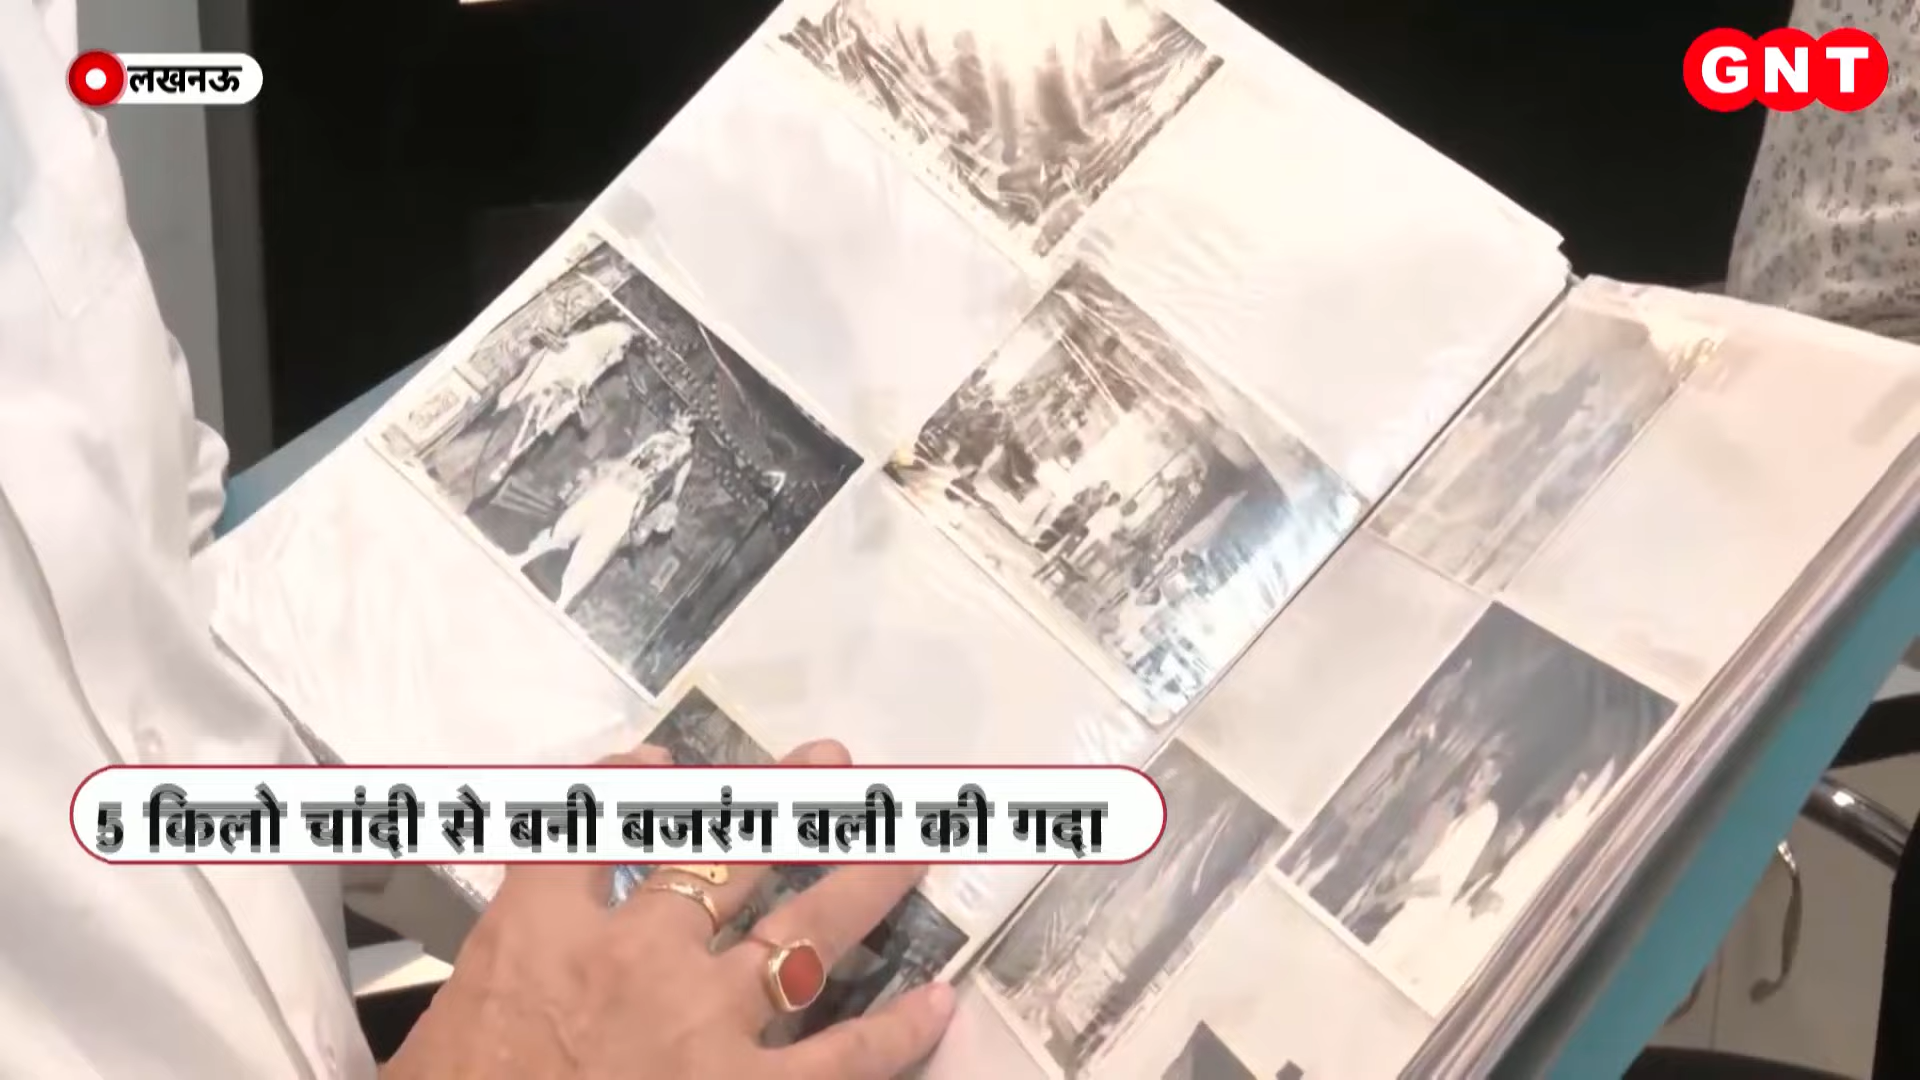 लखनऊ
GNT
5 किलो चांदी से बनी बजरंग बली की गदा